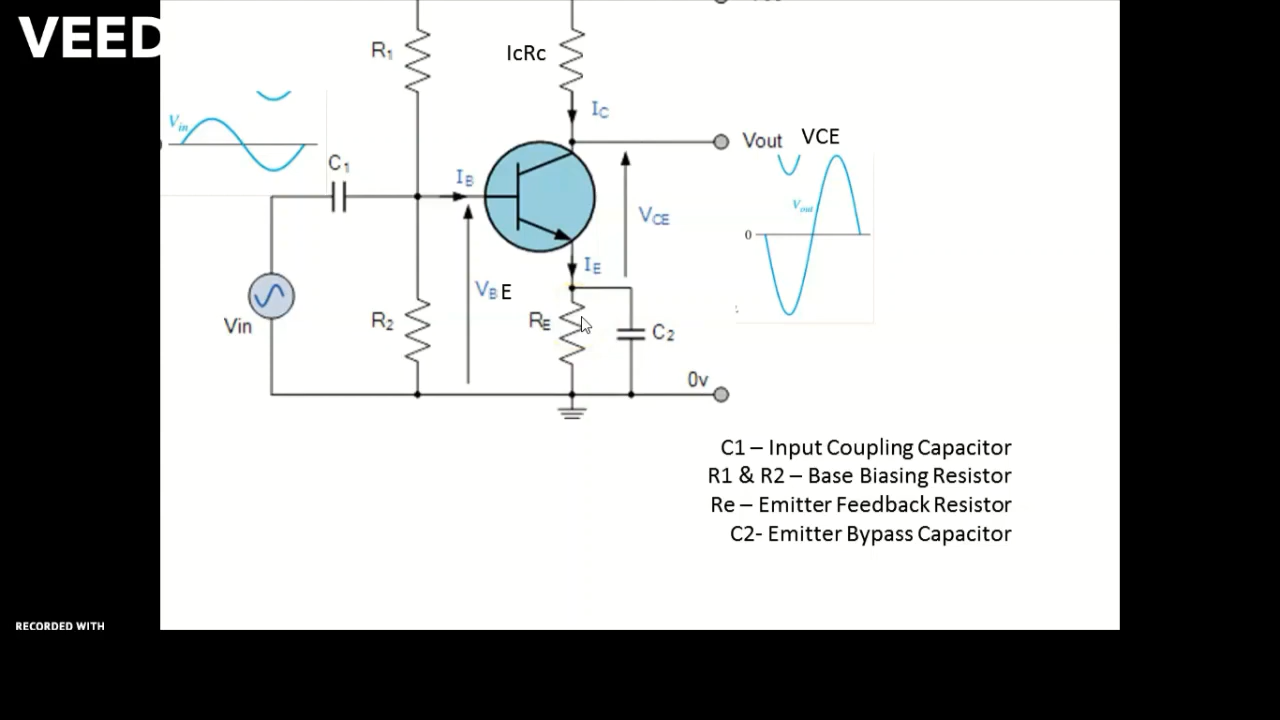 VEED
R1
IcRc
IC
Vin
Vout VCE
C1
IB
VCE
Vout
0
IE
VB E
Vin
R2
RE
C2
0v
C1 – Input Coupling Capacitor
R1 & R2 – Base Biasing Resistor
Re – Emitter Feedback Resistor
C2- Emitter Bypass Capacitor
RECORDED WITH